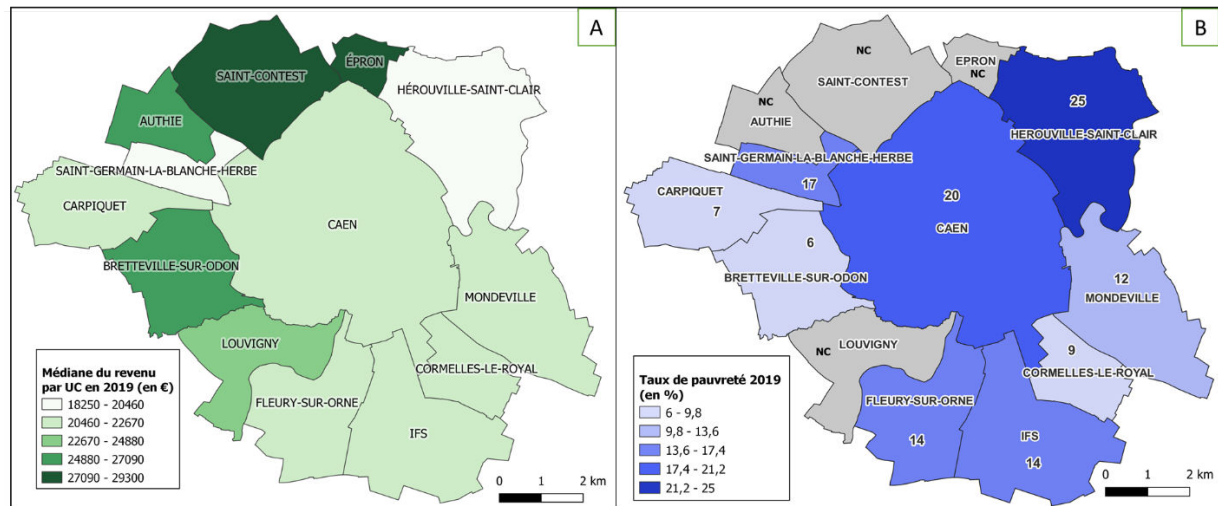 A
SAINT-CONTEST
ÉPRON
HÉROUVILLE-SAINT-CLAIR
AUTHIE
SAINT-GERMAIN-LA-BLANCHE-HERBE
CARPIQUET
CAEN
BRETTEVILLE-SUR-ODON
MONDEVILLE
LOUVIGNY
CORMELLES-LE-ROYAL
FLEURY-SUR-ORNE
IFS
Médiane du revenu
par UC en 2019 (en €)
18250 - 20460
20460 - 22670
22670 - 24880
24880 - 27090
27090 - 29300
0 1 2 km
B
NC
SAINT-CONTEST
EPRON
NC
25
HEROUVILLE-SAINT-CLAIR
NC
AUTHIE
SAINT-GERMAIN-LA-BLANCHE-HERBE
17
CARPIQUET
7
20
CAEN
6
BRETTEVILLE-SUR-ODON
12
MONDEVILLE
NC
LOUVIGNY
9
CORMELLES-LE-ROYAL
FLEURY-SUR-ORNE
14
IFS
14
Taux de pauvreté 2019
(en %)
6 - 9,8
9,8 - 13,6
13,6 - 17,4
17,4 - 21,2
21,2 - 25
0 1 2 km